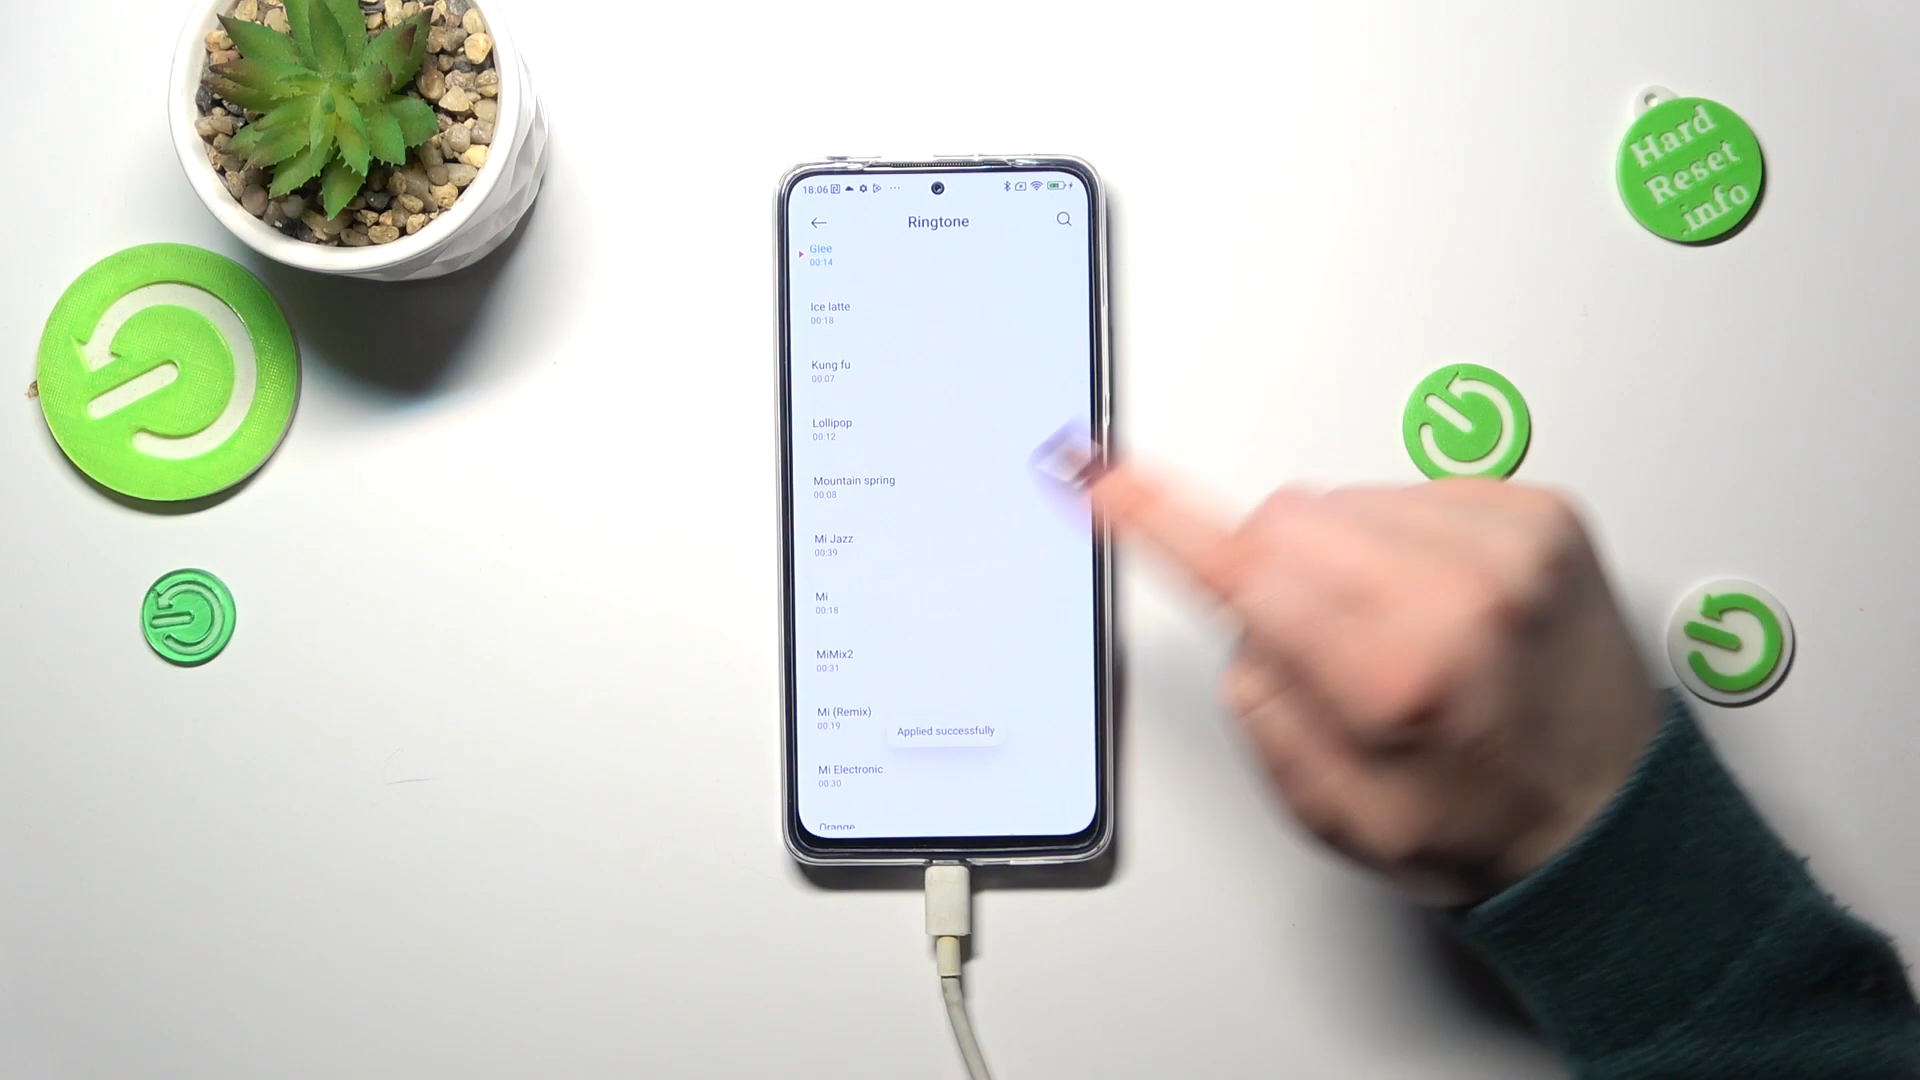 18:06
Ringtone
Glee
00:14
Ice latte
00:18
Kung fu
00:07
Lollipop
00:12
Mountain spring
00:08
Mi Jazz
00:39
Mi
00:18
MiMix2
00:31
Mi (Remix)
00:19
Applied successfully
Mi Electronic
00:30
Orange
Hard
Reset
.info